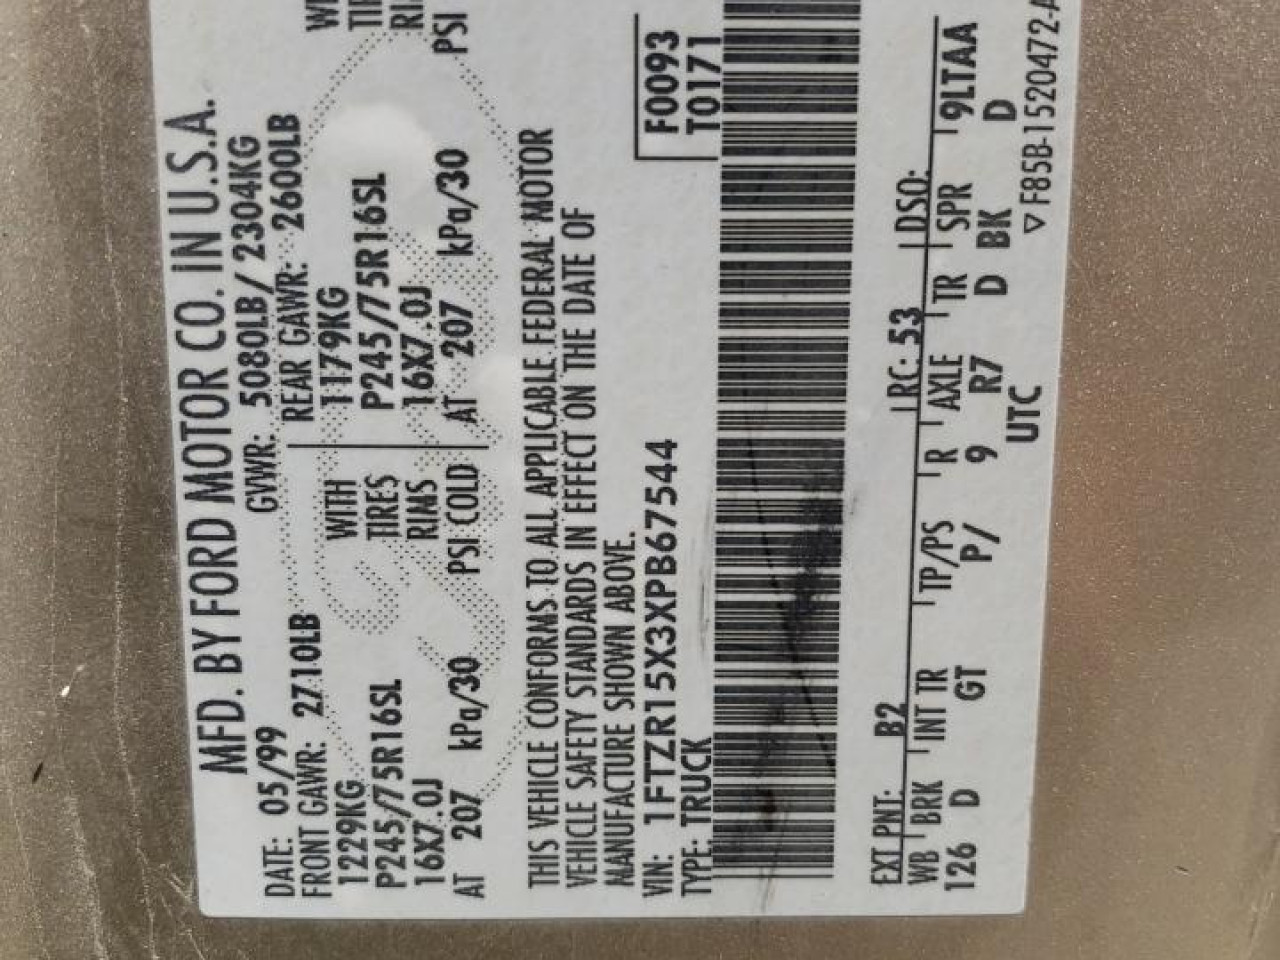 MFD. BY FORD MOTOR CO. IN U.S.A.
DATE: 05/99 GVWR: 5080LB/ 2304KG
FRONT GAWR: 2710LB REAR GAWR: 2600LB
1229KG WITH 1179KG
P245/75R16SL TIRES P245/75R16SL
16X7.0J RIMS 16X7.0J
AT 207 kPa/30 PSI COLD AT 207 kPa/30 PSI
THIS VEHICLE CONFORMS TO ALL APPLICABLE FEDERAL MOTOR
VEHICLE SAFETY STANDARDS IN EFFECT ON THE DATE OF
MANUFACTURE SHOWN ABOVE.
F0093
VIN: 1FTZR15X3XPB67544
TYPE: TRUCK T0171
EXT PNT: B2 RC: 53 DSO:
WB BRK INT TR TP/PS R AXLE TR SPR 9LTAA
126 D GT P/ 9 R7 D BK D
UTC ▽ F85B-1520472-A